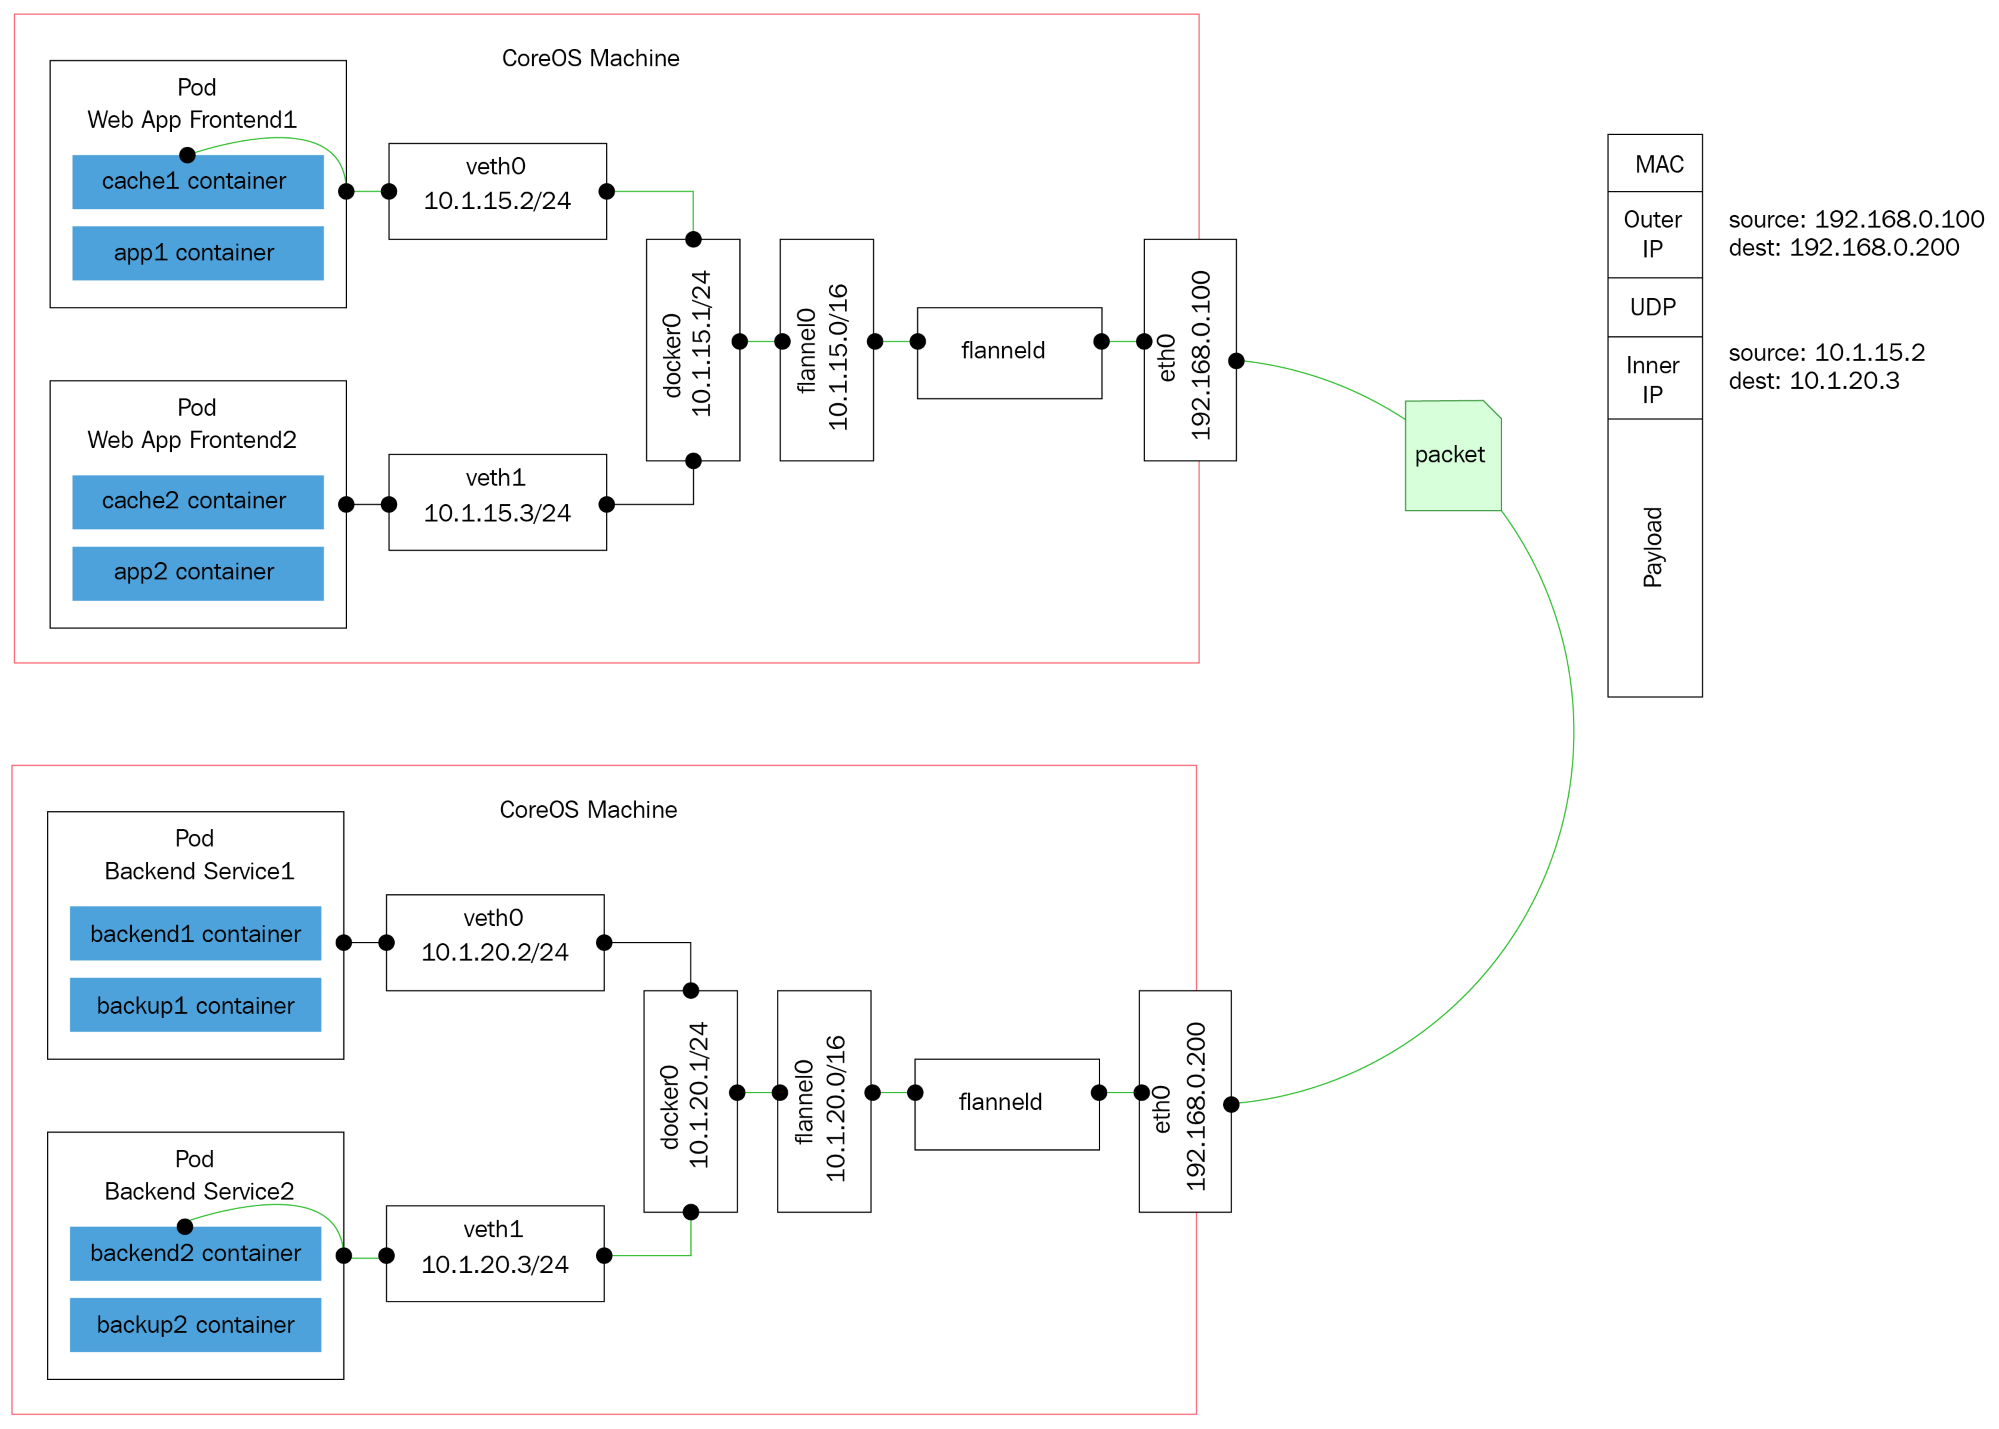 CoreOS Machine
Pod
Web App Frontend1
cache1 container
app1 container
veth0
10.1.15.2/24
Pod
Web App Frontend2
cache2 container
app2 container
veth1
10.1.15.3/24
docker0
10.1.15.1/24
flannel0
10.1.15.0/16
flanneld
eth0
192.168.0.100
packet
MAC
Outer
IP
source: 192.168.0.100
dest: 192.168.0.200
UDP
Inner
IP
source: 10.1.15.2
dest: 10.1.20.3
Payload
CoreOS Machine
Pod
Backend Service1
backend1 container
backup1 container
veth0
10.1.20.2/24
Pod
Backend Service2
backend2 container
backup2 container
veth1
10.1.20.3/24
docker0
10.1.20.1/24
flannel0
10.1.20.0/16
flanneld
eth0
192.168.0.200